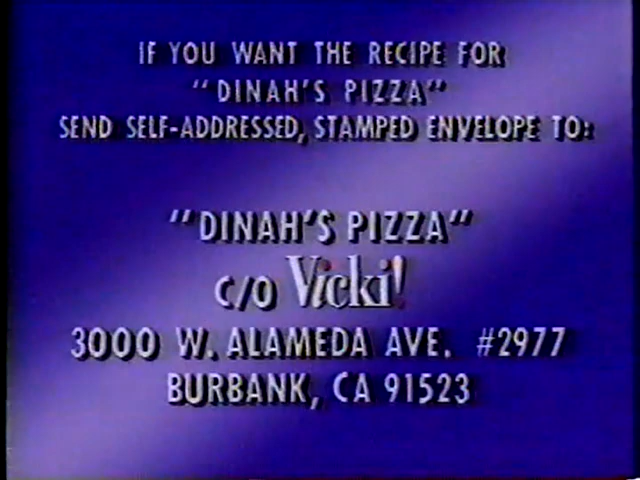 IF YOU WANT THE RECIPE FOR
"DINAH'S PIZZA"
SEND SELF-ADDRESSED, STAMPED ENVELOPE TO:
"DINAH'S PIZZA"
C/O Vicki!
3000 W. ALAMEDA AVE. #2977
BURBANK, CA 91523